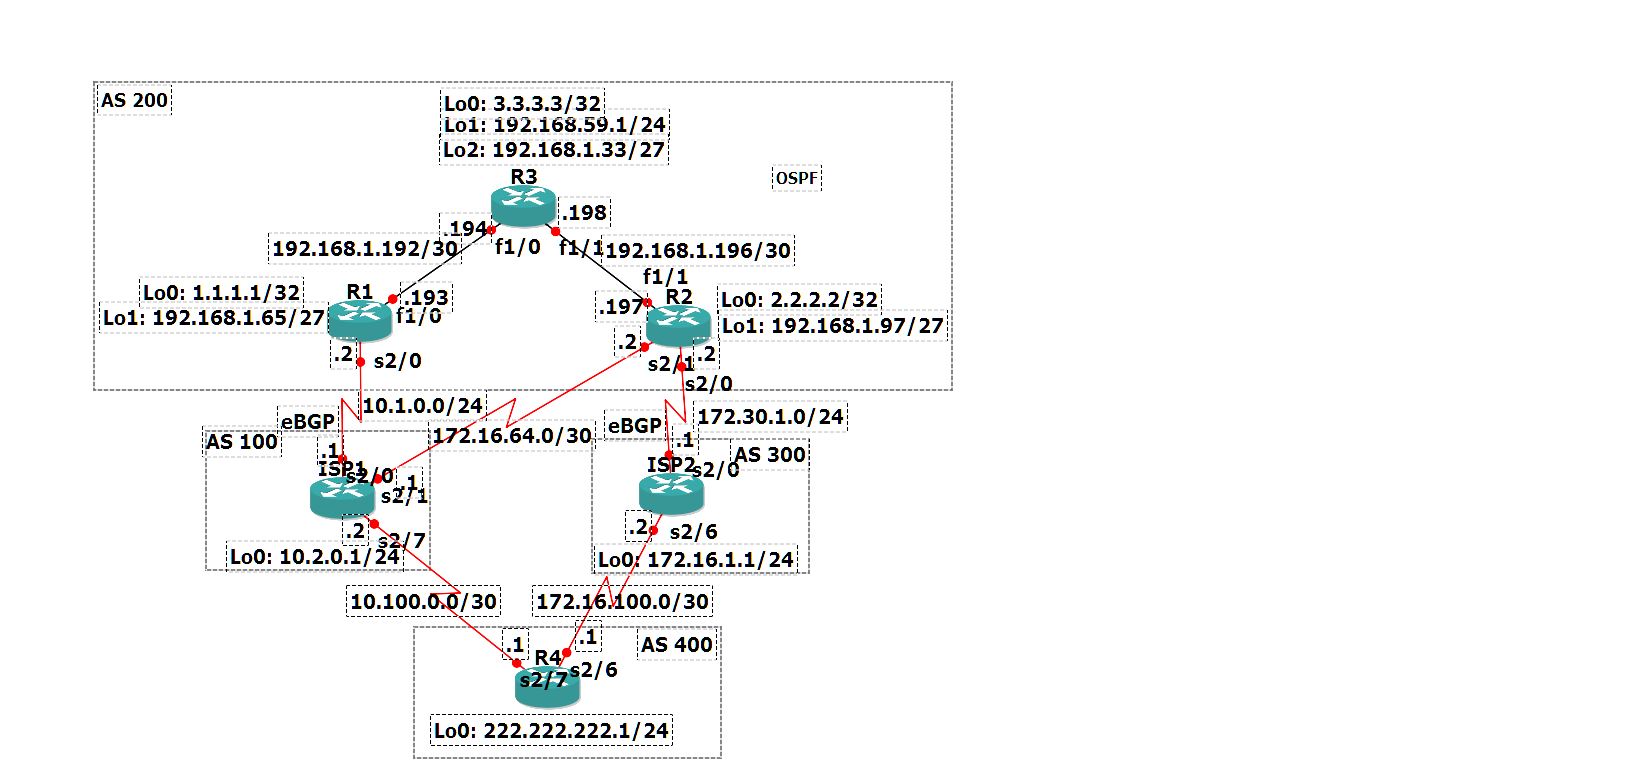 AS 200
Lo0: 3.3.3.3/32
Lo1: 192.168.59.1/24
Lo2: 192.168.1.33/27
R3
OSPF
.194
.198
192.168.1.192/30
f1/0
f1/1
192.168.1.196/30
f1/1
Lo0: 1.1.1.1/32
R1
.193
.197
R2
Lo0: 2.2.2.2/32
Lo1: 192.168.1.65/27
f1/0
Lo1: 192.168.1.97/27
.2
s2/0
.2
s2/1
.2
s2/0
10.1.0.0/24
eBGP
172.16.64.0/30
eBGP
172.30.1.0/24
AS 100
.1
ISP1
s2/0
.1
s2/1
.1
AS 300
ISP2
s2/0
.2
s2/7
.2
s2/6
Lo0: 10.2.0.1/24
Lo0: 172.16.1.1/24
10.100.0.0/30
172.16.100.0/30
.1
.1
AS 400
R4
s2/6
s2/7
Lo0: 222.222.222.1/24